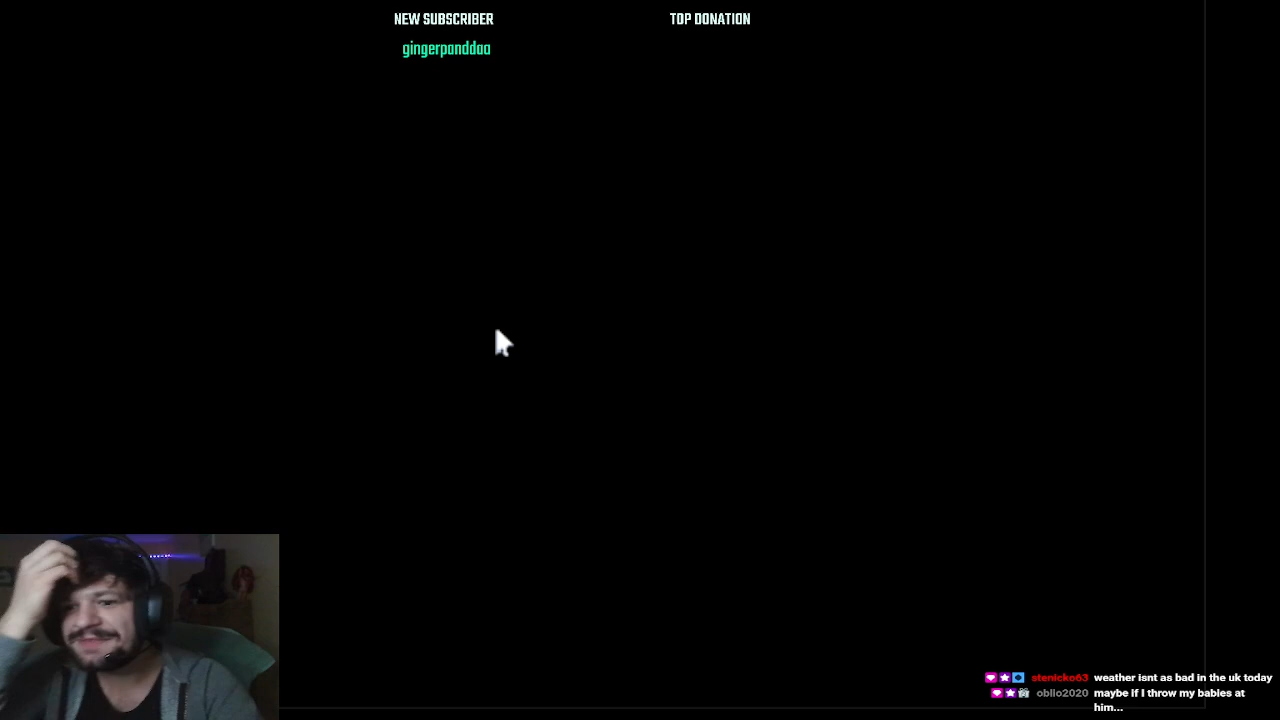 NEW SUBSCRIBER
TOP DONATION
gingerpanddaa
stenicko63 weather isnt as bad in the uk today
oblio2020 maybe if I throw my babies at
him...